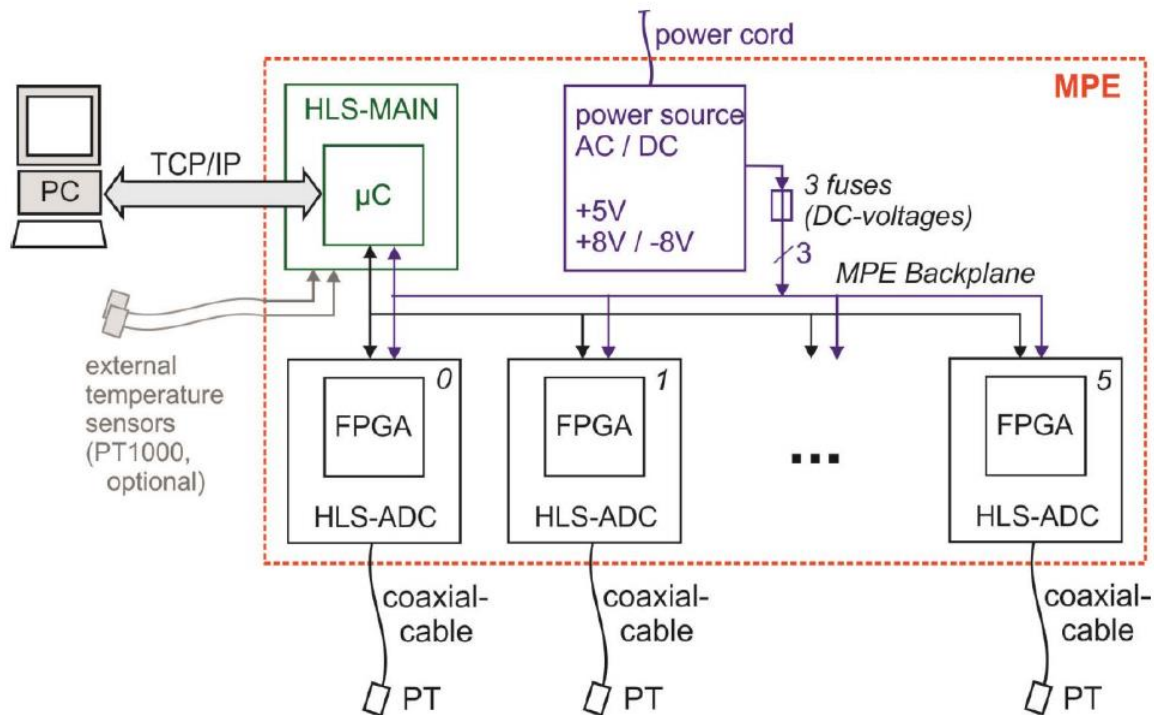 power cord
MPE
HLS-MAIN
µC
PC
TCP/IP
power source
AC / DC
+5V
+8V / -8V
3 fuses
(DC-voltages)
3
MPE Backplane
external
temperature
sensors
(PT1000,
optional)
0
FPGA
HLS-ADC
1
FPGA
HLS-ADC
...
5
FPGA
HLS-ADC
coaxial-
cable
PT
coaxial-
cable
PT
coaxial-
cable
PT